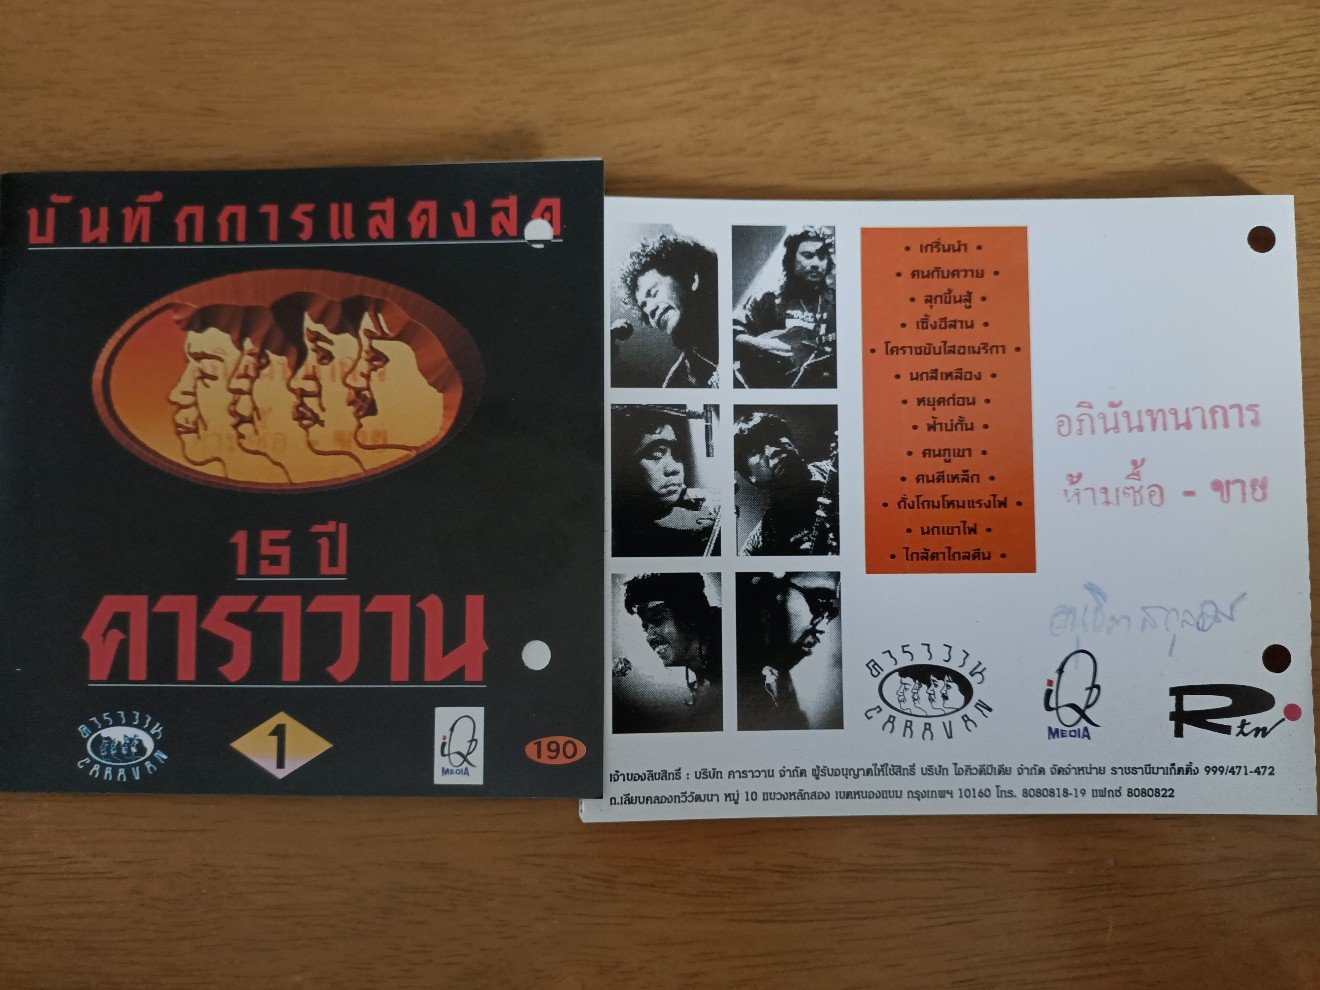 บันทึกการแสดงสด
15 ปี
คาราวาน
คาราวาน
CARAVAN
1
iQ
MEDIA
190
• เกริ่นนำ •
• คนกับควาย •
• ลุกขึ้นสู้ •
• เซิ้งอีสาน •
• โคราชขับไสอเมริกา •
• นกสีเหลือง •
• หยุดก่อน •
• ฟ้าบ่กั้น •
• คนภูเขา •
• คนตีเหล็ก •
• ถั่งโถมโหมแรงไฟ •
• นกเขาไฟ •
• ไกล้ตาไกลตีน •
อภินันทนาการ
ห้ามซื้อ - ขาย
คาราวาน
CARAVAN
iQ
MEDIA
Rtn
เจ้าของลิขสิทธิ์ : บริษัท คาราวาน จำกัด ผู้รับอนุญาตให้ใช้สิทธิ์ บริษัท ไอคิวดีมีเดีย จำกัด จัดจำหน่าย ราชธานีมาเก็ตติ้ง 999/471-472
ถ.เลียบคลองทวีวัฒนา หมู่ 10 แขวงหลักสอง เขตหนองแขม กรุงเทพฯ 10160 โทร. 8080818-19 แฟกซ์ 8080822